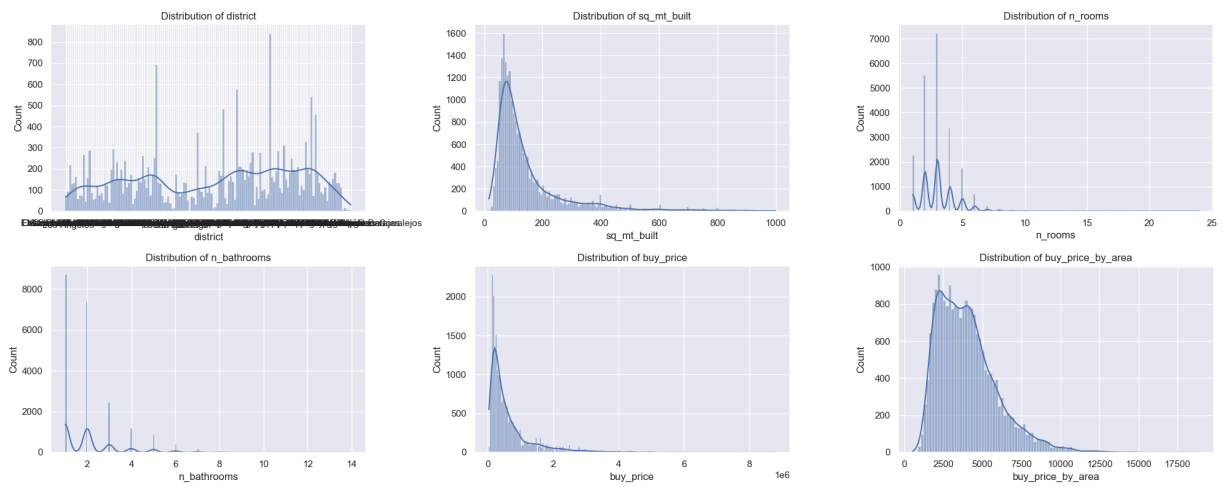 Distribution of district
Count
800
700
600
500
400
300
200
100
0
district
Distribution of sq_mt_built
Count
1600
1400
1200
1000
800
600
400
200
0
0 200 400 600 800 1000
sq_mt_built
Distribution of n_rooms
Count
7000
6000
5000
4000
3000
2000
1000
0
0 5 10 15 20 25
n_rooms
Distribution of n_bathrooms
Count
8000
6000
4000
2000
0
2 4 6 8 10 12 14
n_bathrooms
Distribution of buy_price
Count
2000
1500
1000
500
0
0 2 4 6 8
1e6
buy_price
Distribution of buy_price_by_area
Count
1000
800
600
400
200
0
0 2500 5000 7500 10000 12500 15000 17500
buy_price_by_area